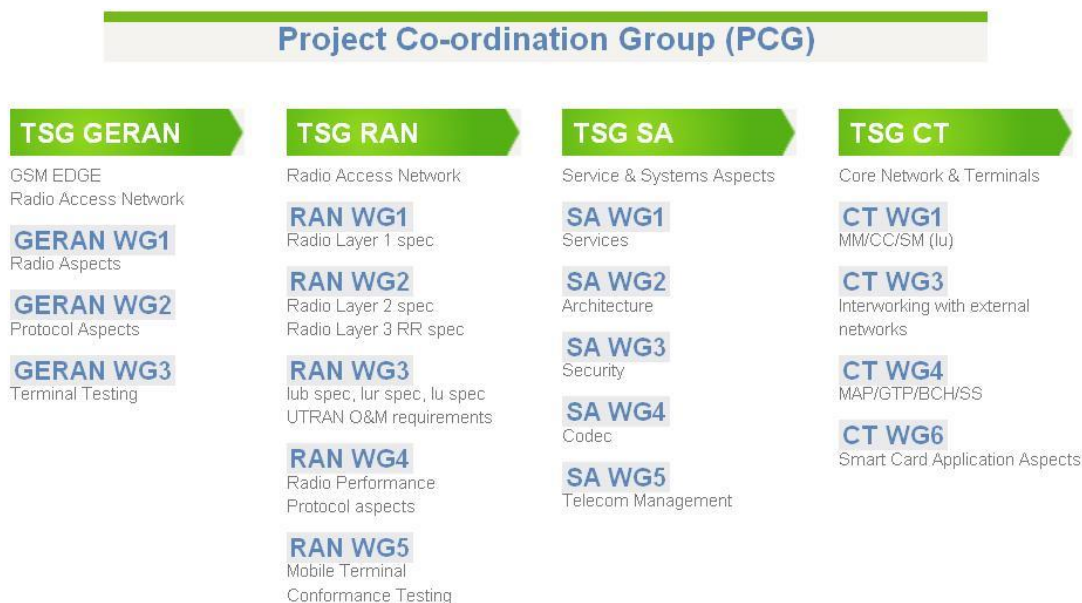 Project Co-ordination Group (PCG)
TSG GERAN
GSM EDGE
Radio Access Network
GERAN WG1
Radio Aspects
GERAN WG2
Protocol Aspects
GERAN WG3
Terminal Testing
TSG RAN
Radio Access Network
RAN WG1
Radio Layer 1 spec
RAN WG2
Radio Layer 2 spec
Radio Layer 3 RR spec
RAN WG3
Iub spec, Iur spec, Iu spec
UTRAN O&M requirements
RAN WG4
Radio Performance
Protocol aspects
RAN WG5
Mobile Terminal
Conformance Testing
TSG SA
Service & Systems Aspects
SA WG1
Services
SA WG2
Architecture
SA WG3
Security
SA WG4
Codec
SA WG5
Telecom Management
TSG CT
Core Network & Terminals
CT WG1
MM/CC/SM (Iu)
CT WG3
Interworking with external
networks
CT WG4
MAP/GTP/BCH/SS
CT WG6
Smart Card Application Aspects